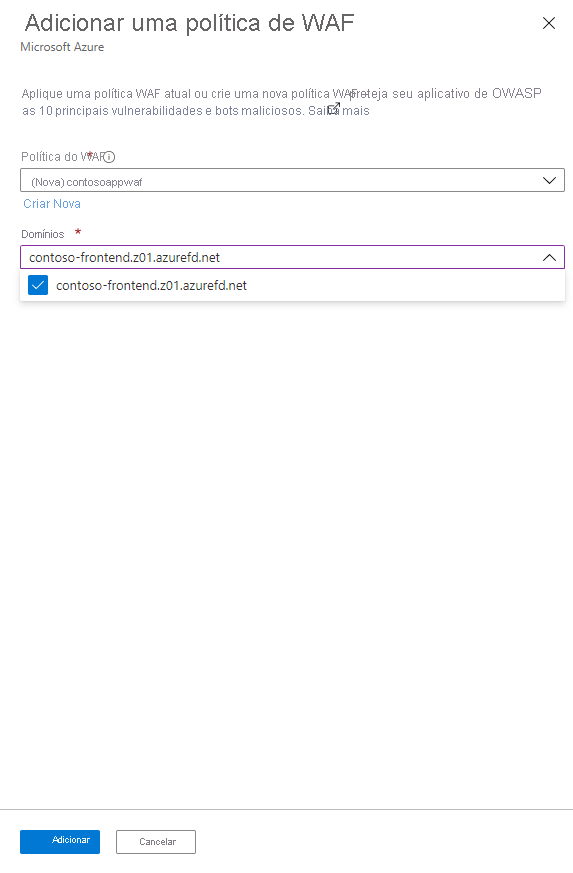 Adicionar uma política de WAF
Microsoft Azure
Aplique uma política WAF atual ou crie uma nova política WAF - proteja seu aplicativo de OWASP
as 10 principais vulnerabilidades e bots maliciosos. Saiba mais
Política do WAF *
(Nova) contosoappwaf
Criar Nova
Domínios *
contoso-frontend.z01.azurefd.net
contoso-frontend.z01.azurefd.net
Adicionar
Cancelar